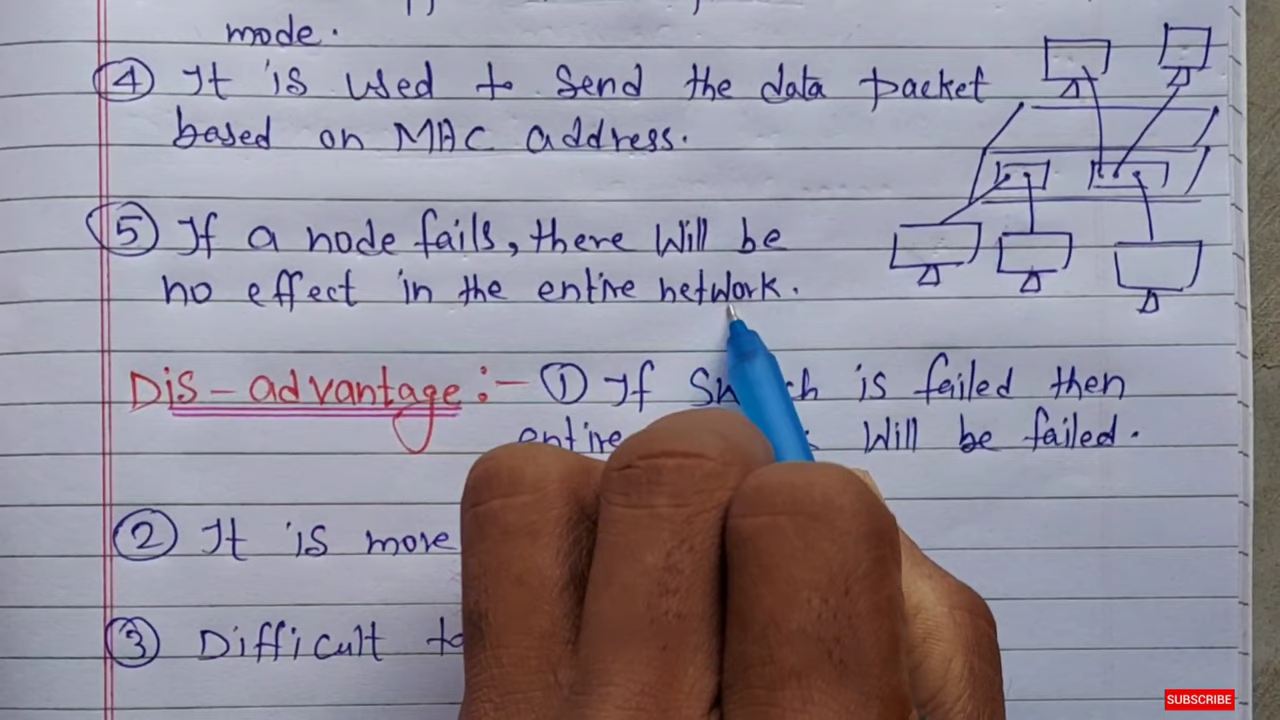 mode.
④ It is used to send the data packet
based on MAC address.
⑤ If a node fails, there will be
no effect in the entire network.
Dis-advantage:- ① If is failed then
entire will be failed.
② It is more
③ Difficult
SUBSCRIBE